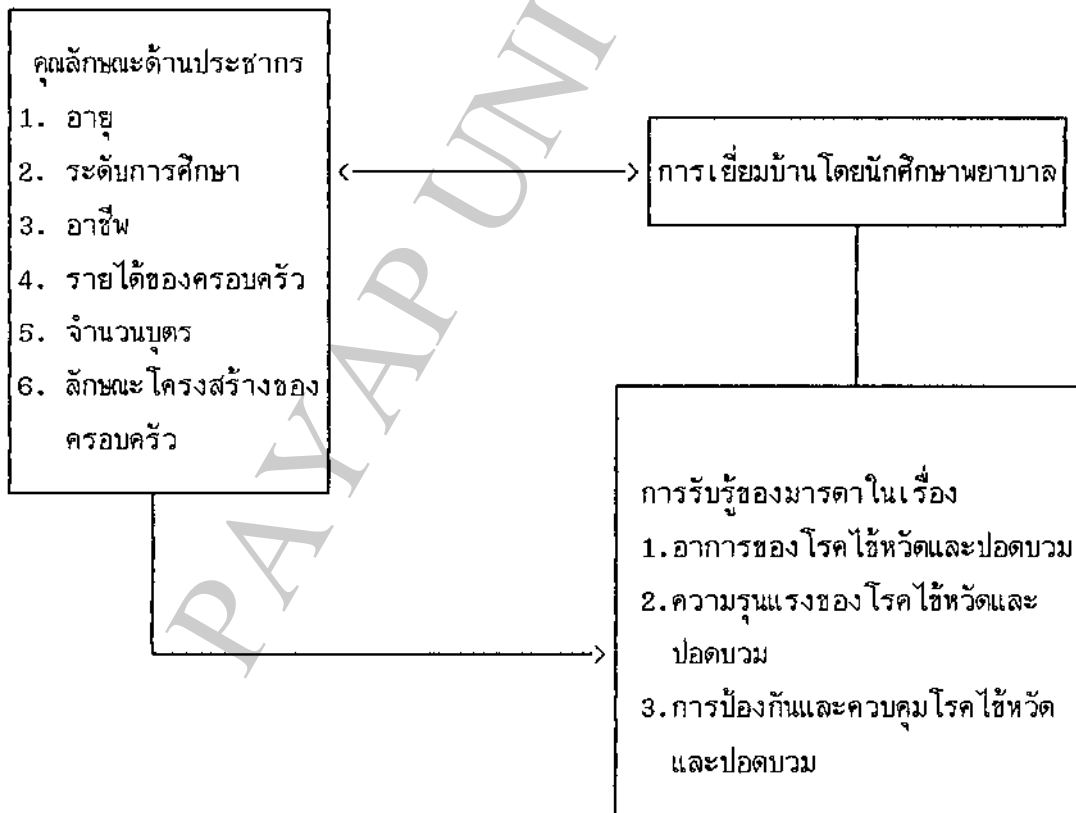 คุณลักษณะด้านประชากร
1. อายุ
2. ระดับการศึกษา
3. อาชีพ
4. รายได้ของครอบครัว
5. จำนวนบุตร
6. ลักษณะโครงสร้างของ
ครอบครัว
การเยี่ยมบ้านโดยนักศึกษาพยาบาล
การรับรู้ของมารดาในเรื่อง
1.อาการของโรคไข้หวัดและปอดบวม
2.ความรุนแรงของโรคไข้หวัดและ
ปอดบวม
3.การป้องกันและควบคุมโรคไข้หวัด
และปอดบวม
PAYAP UNI